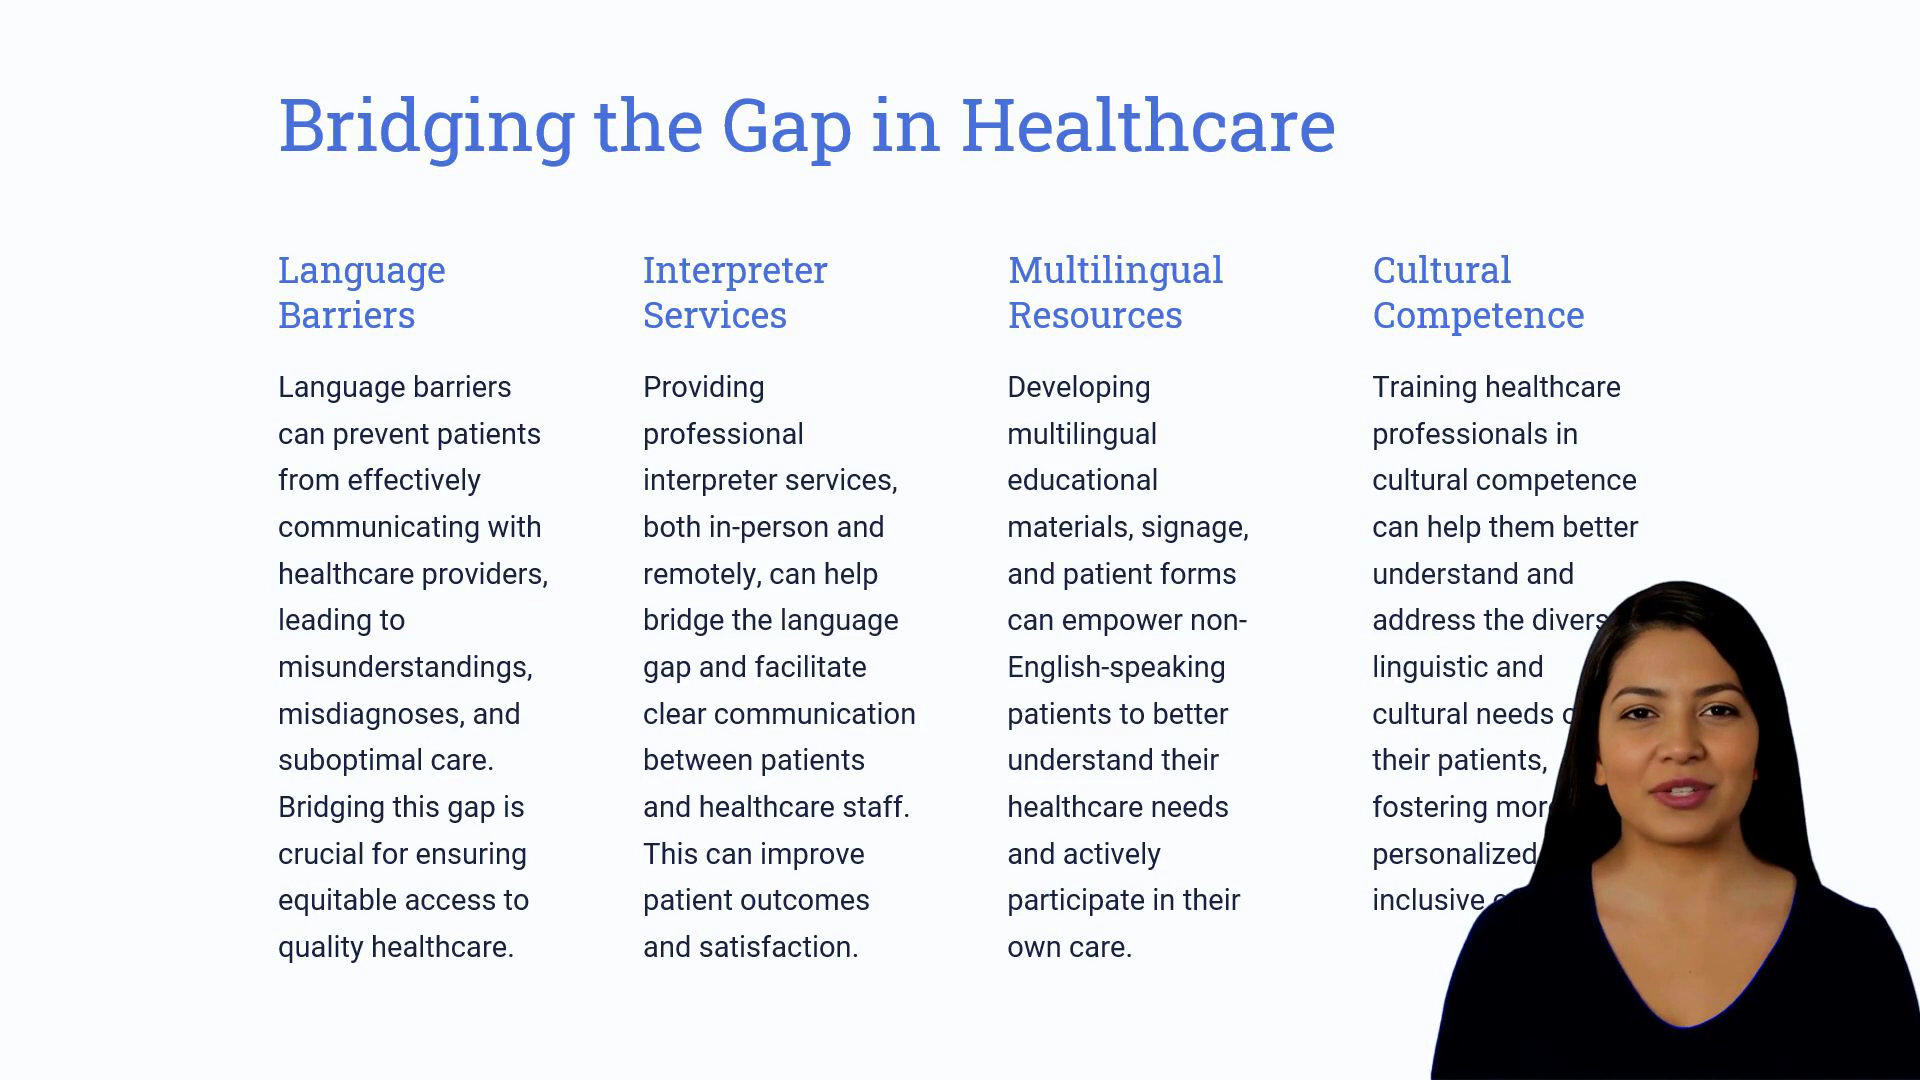 Bridging the Gap in Healthcare
Language
Barriers
Language barriers
can prevent patients
from effectively
communicating with
healthcare providers,
leading to
misunderstandings,
misdiagnoses, and
suboptimal care.
Bridging this gap is
crucial for ensuring
equitable access to
quality healthcare.
Interpreter
Services
Providing
professional
interpreter services,
both in-person and
remotely, can help
bridge the language
gap and facilitate
clear communication
between patients
and healthcare staff.
This can improve
patient outcomes
and satisfaction.
Multilingual
Resources
Developing
multilingual
educational
materials, signage,
and patient forms
can empower non-
English-speaking
patients to better
understand their
healthcare needs
and actively
participate in their
own care.
Cultural
Competence
Training healthcare
professionals in
cultural competence
can help them better
understand and
address the
linguistic and
cultural needs
their patients,
fostering
personalized
inclusive